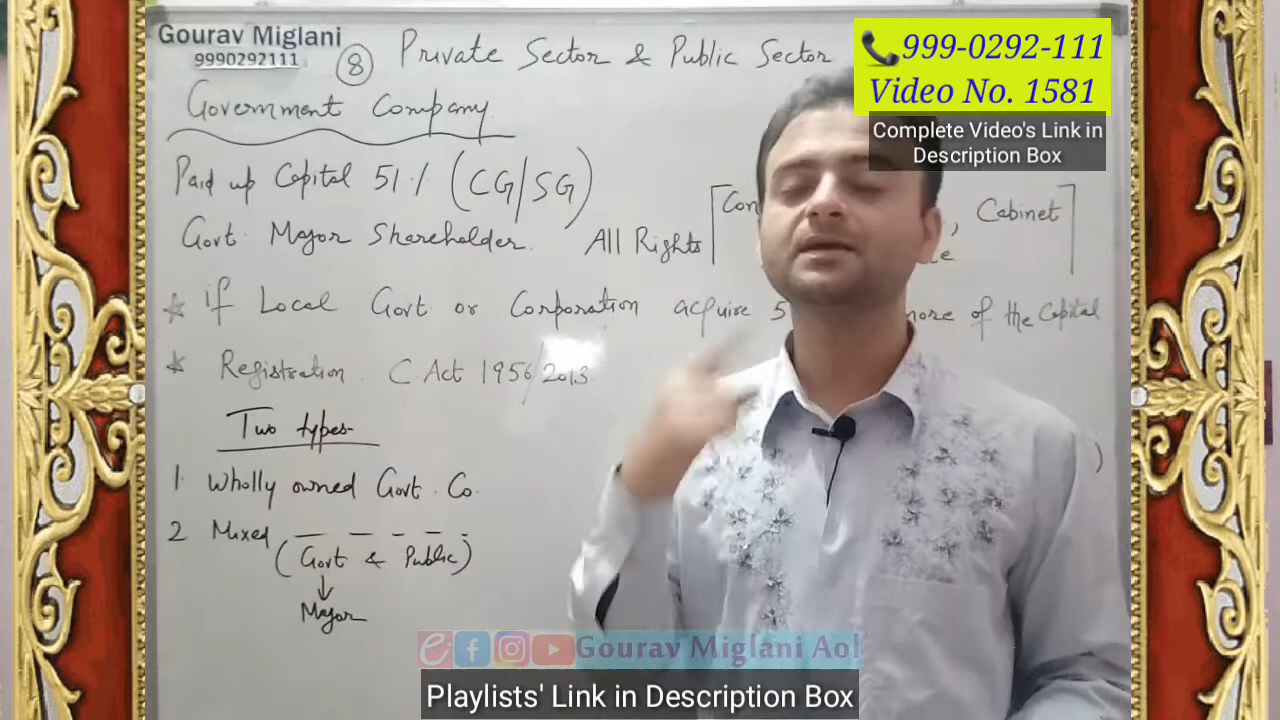 Gourav Miglani
9990292111
8 Private Sector & Public Sector
999-0292-111
Video No. 1581
Complete Video's Link in
Description Box
Government Company
Paid up Capital 51% (CG/SG)
Govt. Major Shareholder. All Rights [Con , Cabinet]
★ if Local Govt or Corporation acquire 5 more of the Capital
★ Registration C Act 1956/2013
Two types
1. Wholly owned Govt. Co.
2 Mixed — — - - -
(Govt & Public)
↓
Major
Gourav Miglani Aol
Playlists' Link in Description Box